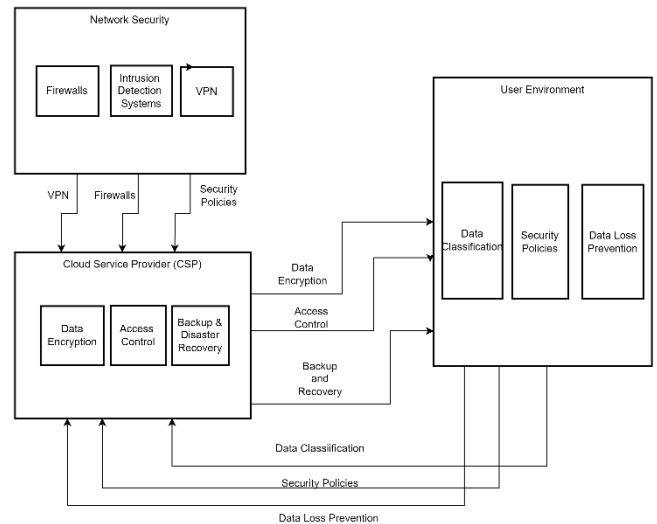 Network Security
Firewalls
Intrusion
Detection
Systems
VPN
VPN
Firewalls
Security
Policies
User Environment
Data
Classification
Security
Policies
Data Loss
Prevention
Cloud Service Provider (CSP)
Data
Encryption
Access
Control
Backup &
Disaster
Recovery
Data
Encryption
Access
Control
Backup
and
Recovery
Data Classiification
Security Policies
Data Loss Prevention